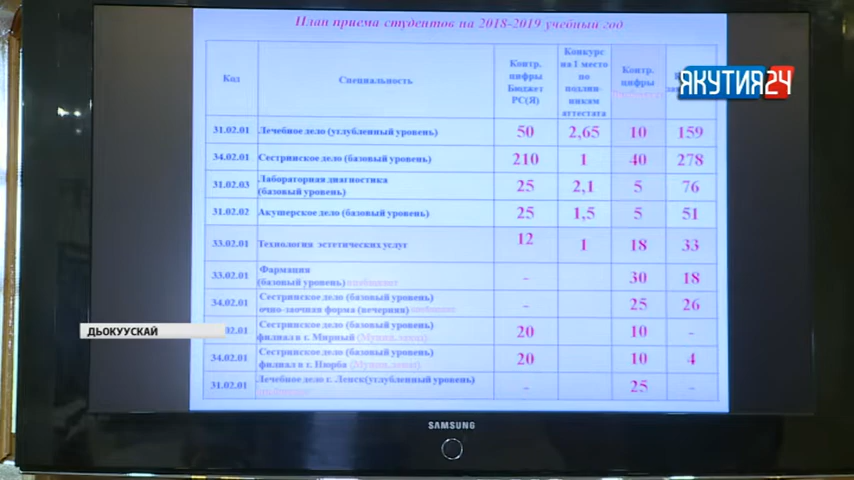 План приема студентов на 2018-2019 учебный год
Код
Специальность
Контр.
цифры
Бюджет
РС(Я)
Конкурс
на 1 место
по
подлин-
никам
аттестата
Контр.
цифры
ЯКУТИЯ24
31.02.01 Лечебное дело (углубленный уровень) 50 2,65 10 159
34.02.01 Сестринское дело (базовый уровень) 210 1 40 278
31.02.03 Лабораторная диагностика
(базовый уровень) 25 2,1 5 76
31.02.02 Акушерское дело (базовый уровень) 25 1,5 5 51
33.02.01 Технология эстетических услуг 12 1 18 33
33.02.01 Фармация
(базовый уровень) - 30 18
34.02.01 Сестринское дело (базовый уровень)
очно-заочная форма (вечерняя) - 25 26
02.01 Сестринское дело (базовый уровень)
филиал в г. Мирный 20 10 -
34.02.01 Сестринское дело (базовый уровень)
филиал в г. Нюрба 20 10 4
31.02.01 Лечебное дело г. Ленск(углубленный уровень) - 25 -
ДЬОКУУСКАЙ
SAMSUNG